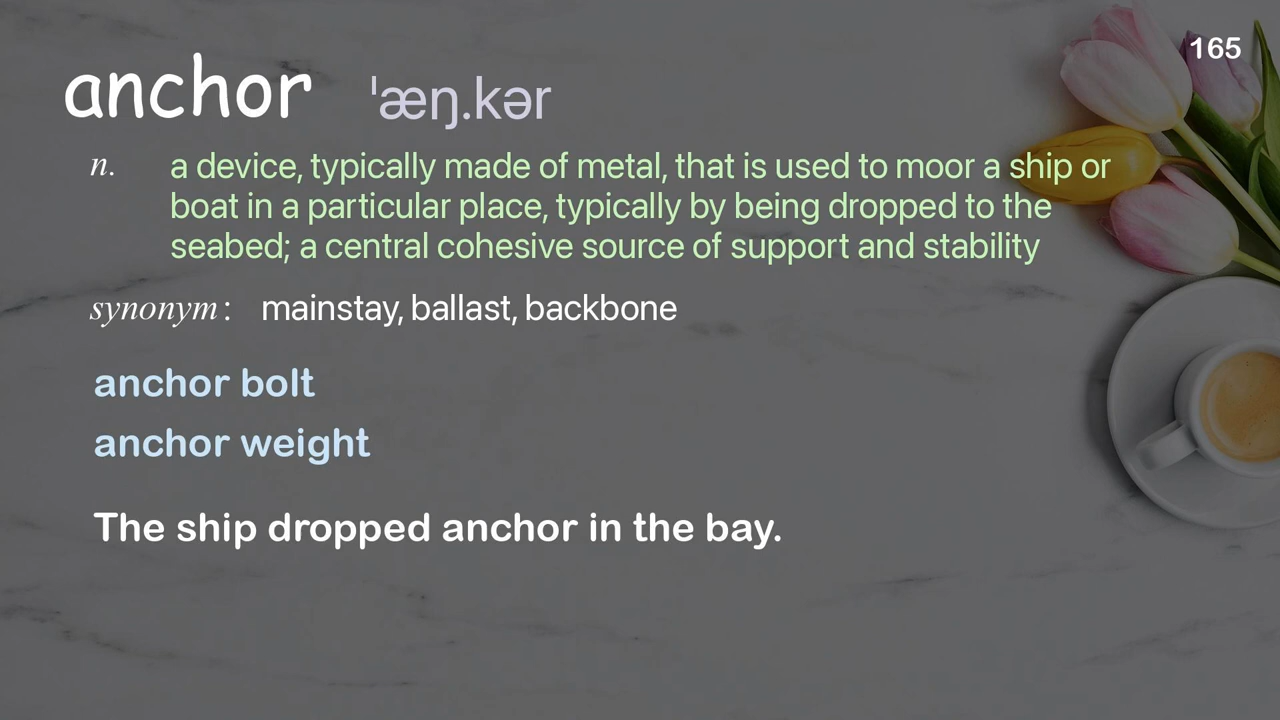 165
anchor ˈæŋ.kər
n. a device, typically made of metal, that is used to moor a ship or
boat in a particular place, typically by being dropped to the
seabed; a central cohesive source of support and stability
synonym: mainstay, ballast, backbone
anchor bolt
anchor weight
The ship dropped anchor in the bay.